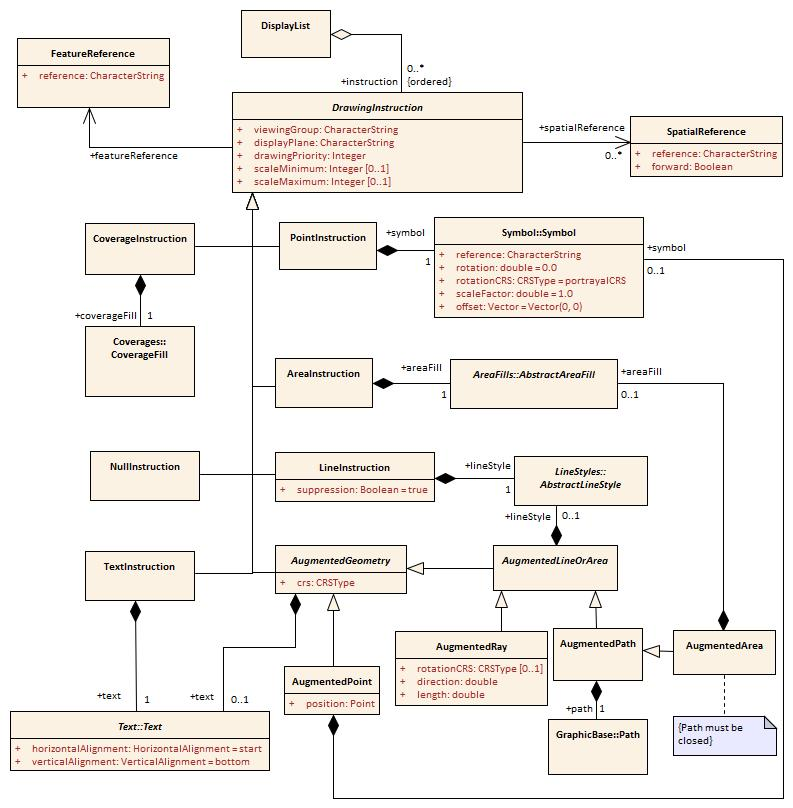 DisplayList
FeatureReference
+ reference: CharacterString
0..*
+instruction {ordered}
DrawingInstruction
+ viewingGroup: CharacterString
+ displayPlane: CharacterString
+ drawingPriority: Integer
+ scaleMinimum: Integer [0..1]
+ scaleMaximum: Integer [0..1]
+featureReference
+spatialReference
0..*
SpatialReference
+ reference: CharacterString
+ forward: Boolean
CoverageInstruction
PointInstruction
+symbol
1
Symbol::Symbol
+ reference: CharacterString
+ rotation: double = 0.0
+ rotationCRS: CRSType = portrayalCRS
+ scaleFactor: double = 1.0
+ offset: Vector = Vector(0, 0)
+symbol
0..1
+coverageFill 1
Coverages::
CoverageFill
AreaInstruction
+areaFill
1
AreaFills::AbstractAreaFill
+areaFill
0..1
NullInstruction
LineInstruction
+ suppression: Boolean = true
+lineStyle
1
LineStyles::
AbstractLineStyle
+lineStyle 0..1
TextInstruction
AugmentedGeometry
+ crs: CRSType
AugmentedLineOrArea
AugmentedRay
+ rotationCRS: CRSType [0..1]
+ direction: double
+ length: double
AugmentedPath
AugmentedArea
AugmentedPoint
+ position: Point
+text 1
+text 0..1
+path 1
Text::Text
+ horizontalAlignment: HorizontalAlignment = start
+ verticalAlignment: VerticalAlignment = bottom
GraphicBase::Path
{Path must be
closed}